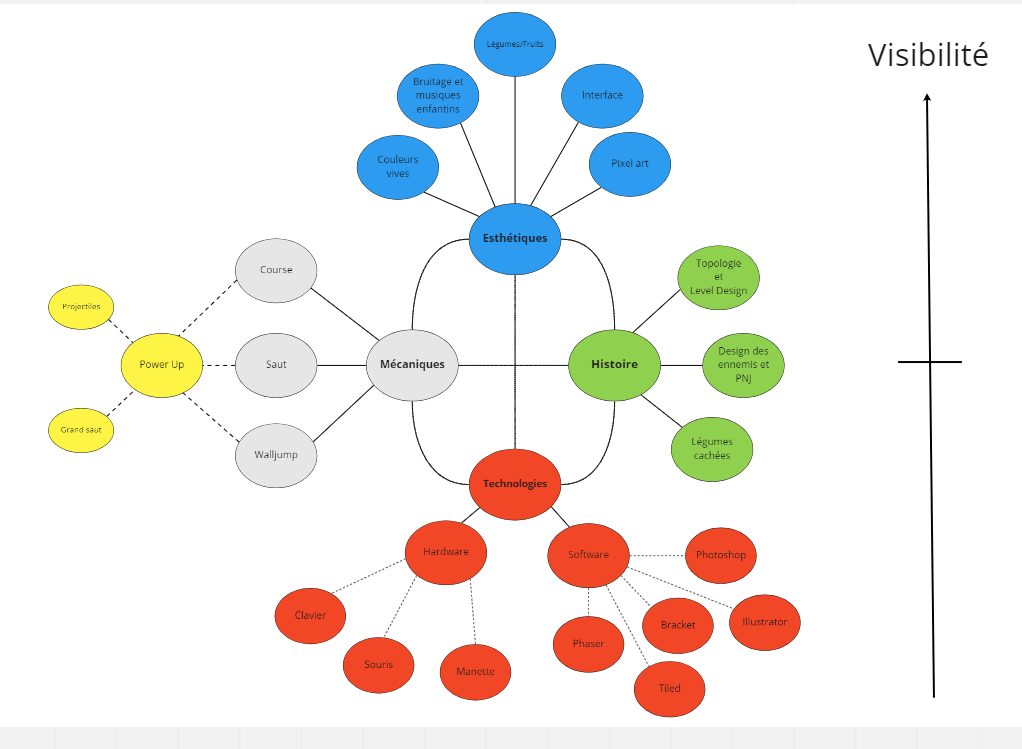 Visibilité
Légumes/Fruits
Bruitage et
musiques
enfantins
Interface
Couleurs
vives
Pixel art
Esthétiques
Course
Topologie
et
Level Design
Projectiles
Power Up
Saut
Mécaniques
Histoire
Design des
ennemis et
PNJ
Grand saut
Walljump
Légumes
cachées
Technologies
Hardware
Software
Photoshop
Clavier
Souris
Manette
Phaser
Bracket
Illustrator
Tiled